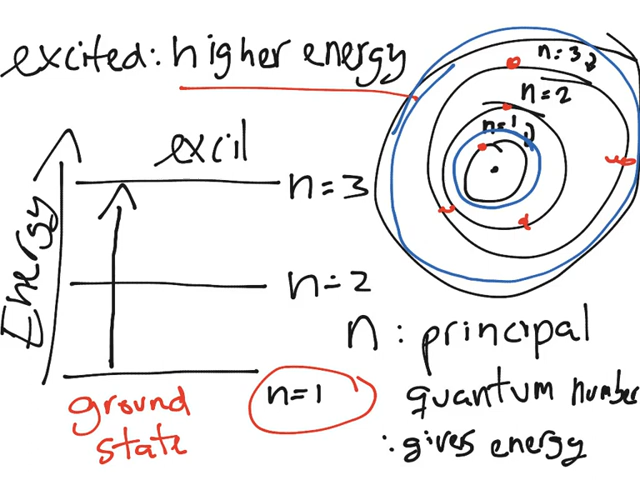 excited: higher energy
n=3
n=2
n=1
excit
n=3
Energy
n=2
n: principal
quantum number
: gives energy
n=1
ground
state